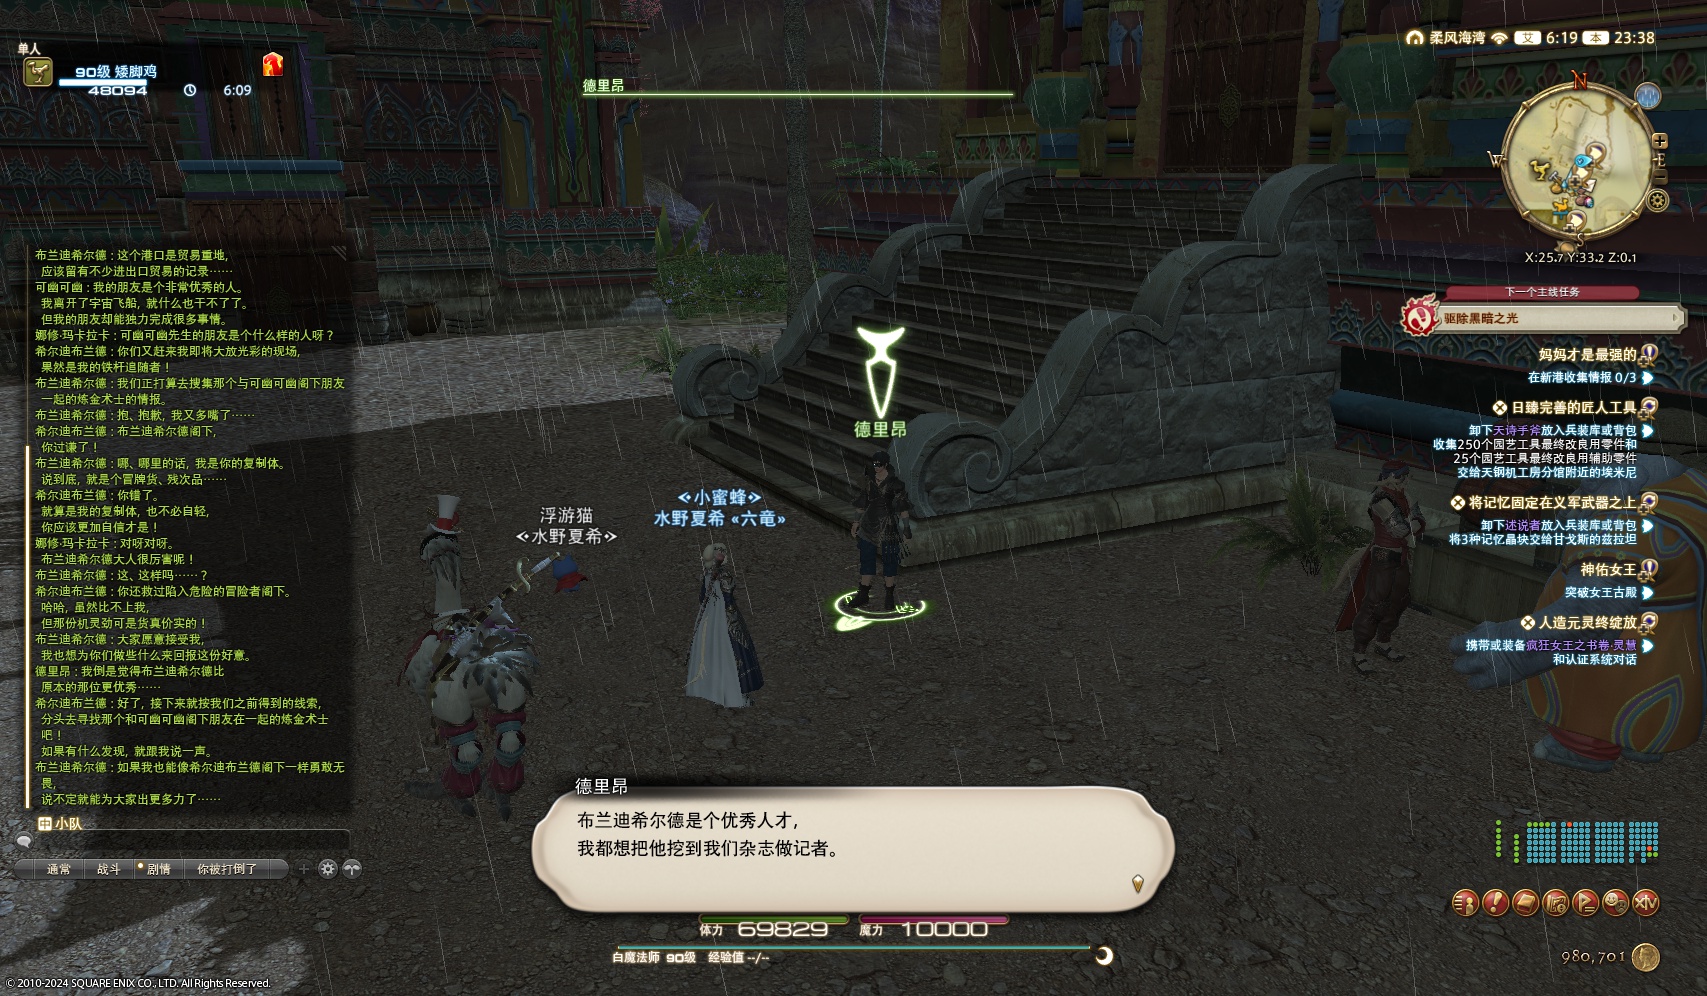 单人
90级 矮脚鸡
48094
6:09
德里昂
柔风海湾 艾 6:19 本 23:38
N
W
E
S
X:25.7 Y:33.2 Z:0.1
下一个主线任务
驱除黑暗之光
妈妈才是最强的
在新港收集情报 0/3
日臻完善的匠人工具
卸下天诗手斧放入兵装库或背包
收集250个园艺工具最终改良用零件和
25个园艺工具最终改良用辅助零件
交给天钢机工房分馆附近的埃米尼
将记忆固定在义军武器之上
卸下述说者放入兵装库或背包
将3种记忆晶块交给甘戈斯的兹拉坦
神佑女王
突破女王古殿
人造元灵终绽放
携带或装备疯狂女王之书卷·灵慧
和认证系统对话
布兰迪希尔德：这个港口是贸易重地，
应该留有不少进出口贸易的记录……
可幽可幽：我的朋友是个非常优秀的人。
我离开了宇宙飞船，就什么也干不了了。
但我的朋友却能独力完成很多事情。
娜修·玛卡拉卡：可幽可幽先生的朋友是个什么样的人呀？
希尔迪布兰德：你们又赶来我即将大放光彩的现场，
果然是我的铁杆追随者！
布兰迪希尔德：我们正打算去搜集那个与可幽可幽阁下朋友
一起的炼金术士的情报。
布兰迪希尔德：抱、抱歉，我又多嘴了……
希尔迪布兰德：布兰迪希尔德阁下，
你过谦了！
布兰迪希尔德：哪、哪里的话，我是你的复制体。
说到底，就是个冒牌货、残次品……
希尔迪布兰德：你错了。
就算是我的复制体，也不必自轻，
你应该更加自信才是！
娜修·玛卡拉卡：对呀对呀。
布兰迪希尔德大人很厉害呢！
布兰迪希尔德：这、这样吗……？
希尔迪布兰德：你还救过陷入危险的冒险者阁下。
哈哈，虽然比不上我，
但那份机灵劲可是货真价实的！
布兰迪希尔德：大家愿意接受我，
我也想为你们做些什么来回报这份好意。
德里昂：我倒是觉得布兰迪希尔德比
原本的那位更优秀……
希尔迪布兰德：好了，接下来就按我们之前得到的线索，
分头去寻找那个和可幽可幽阁下朋友在一起的炼金术士
吧！
如果有什么发现，就跟我说一声。
布兰迪希尔德：如果我也能像希尔迪布兰德阁下一样勇敢无
畏，
说不定就能为大家出更多力了……
小队
通常 战斗 剧情 你被打倒了
德里昂
浮游猫
水野夏希
小蜜蜂
水野夏希 «六竜»
德里昂
布兰迪希尔德是个优秀人才，
我都想把他挖到我们杂志做记者。
体力 69829 魔力 10000
白魔法师 90级 经验值 --/--
XIV
980,701
© 2010-2024 SQUARE ENIX CO., LTD. All Rights Reserved.